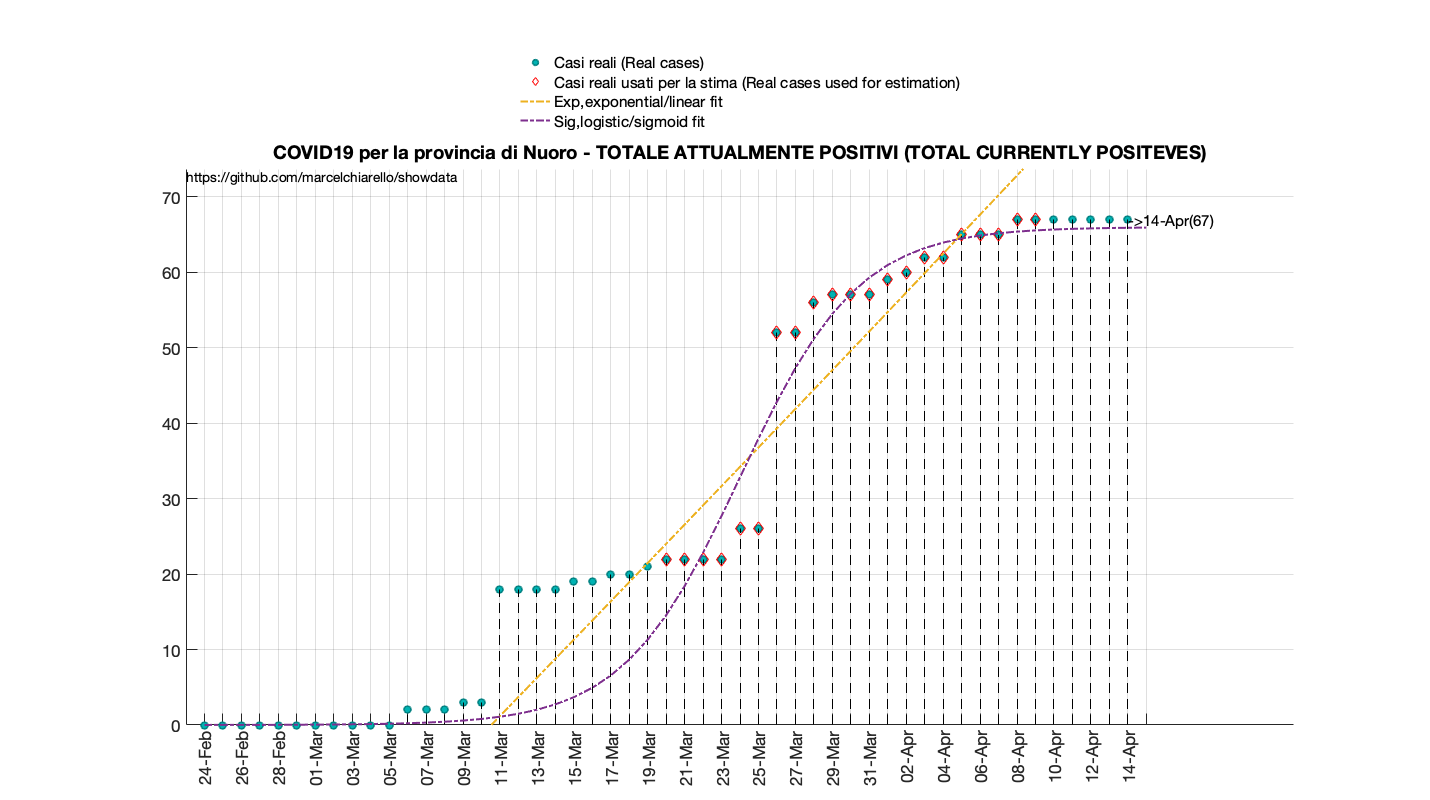 Casi reali (Real cases)
Casi reali usati per la stima (Real cases used for estimation)
Exp,exponential/linear fit
Sig,logistic/sigmoid fit
COVID19 per la provincia di Nuoro - TOTALE ATTUALMENTE POSITIVI (TOTAL CURRENTLY POSITEVES)
https://github.com/marcelchiarello/showdata
70
->14-Apr(67)
60
50
40
30
20
10
0
24-Feb
26-Feb
28-Feb
01-Mar
03-Mar
05-Mar
07-Mar
09-Mar
11-Mar
13-Mar
15-Mar
17-Mar
19-Mar
21-Mar
23-Mar
25-Mar
27-Mar
29-Mar
31-Mar
02-Apr
04-Apr
06-Apr
08-Apr
10-Apr
12-Apr
14-Apr